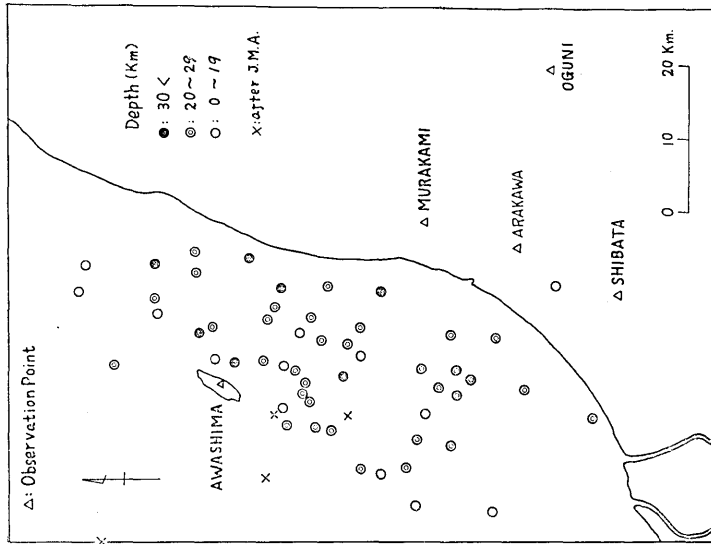 △: Observation Point
Depth (Km)
●: 30 <
◎: 20 ~ 29
○: 0 ~ 19
x: after J.M.A.
AWASHIMA
MURAKAMI
ARAKAWA
SHIBATA
OGUNI
0 10 20 Km.